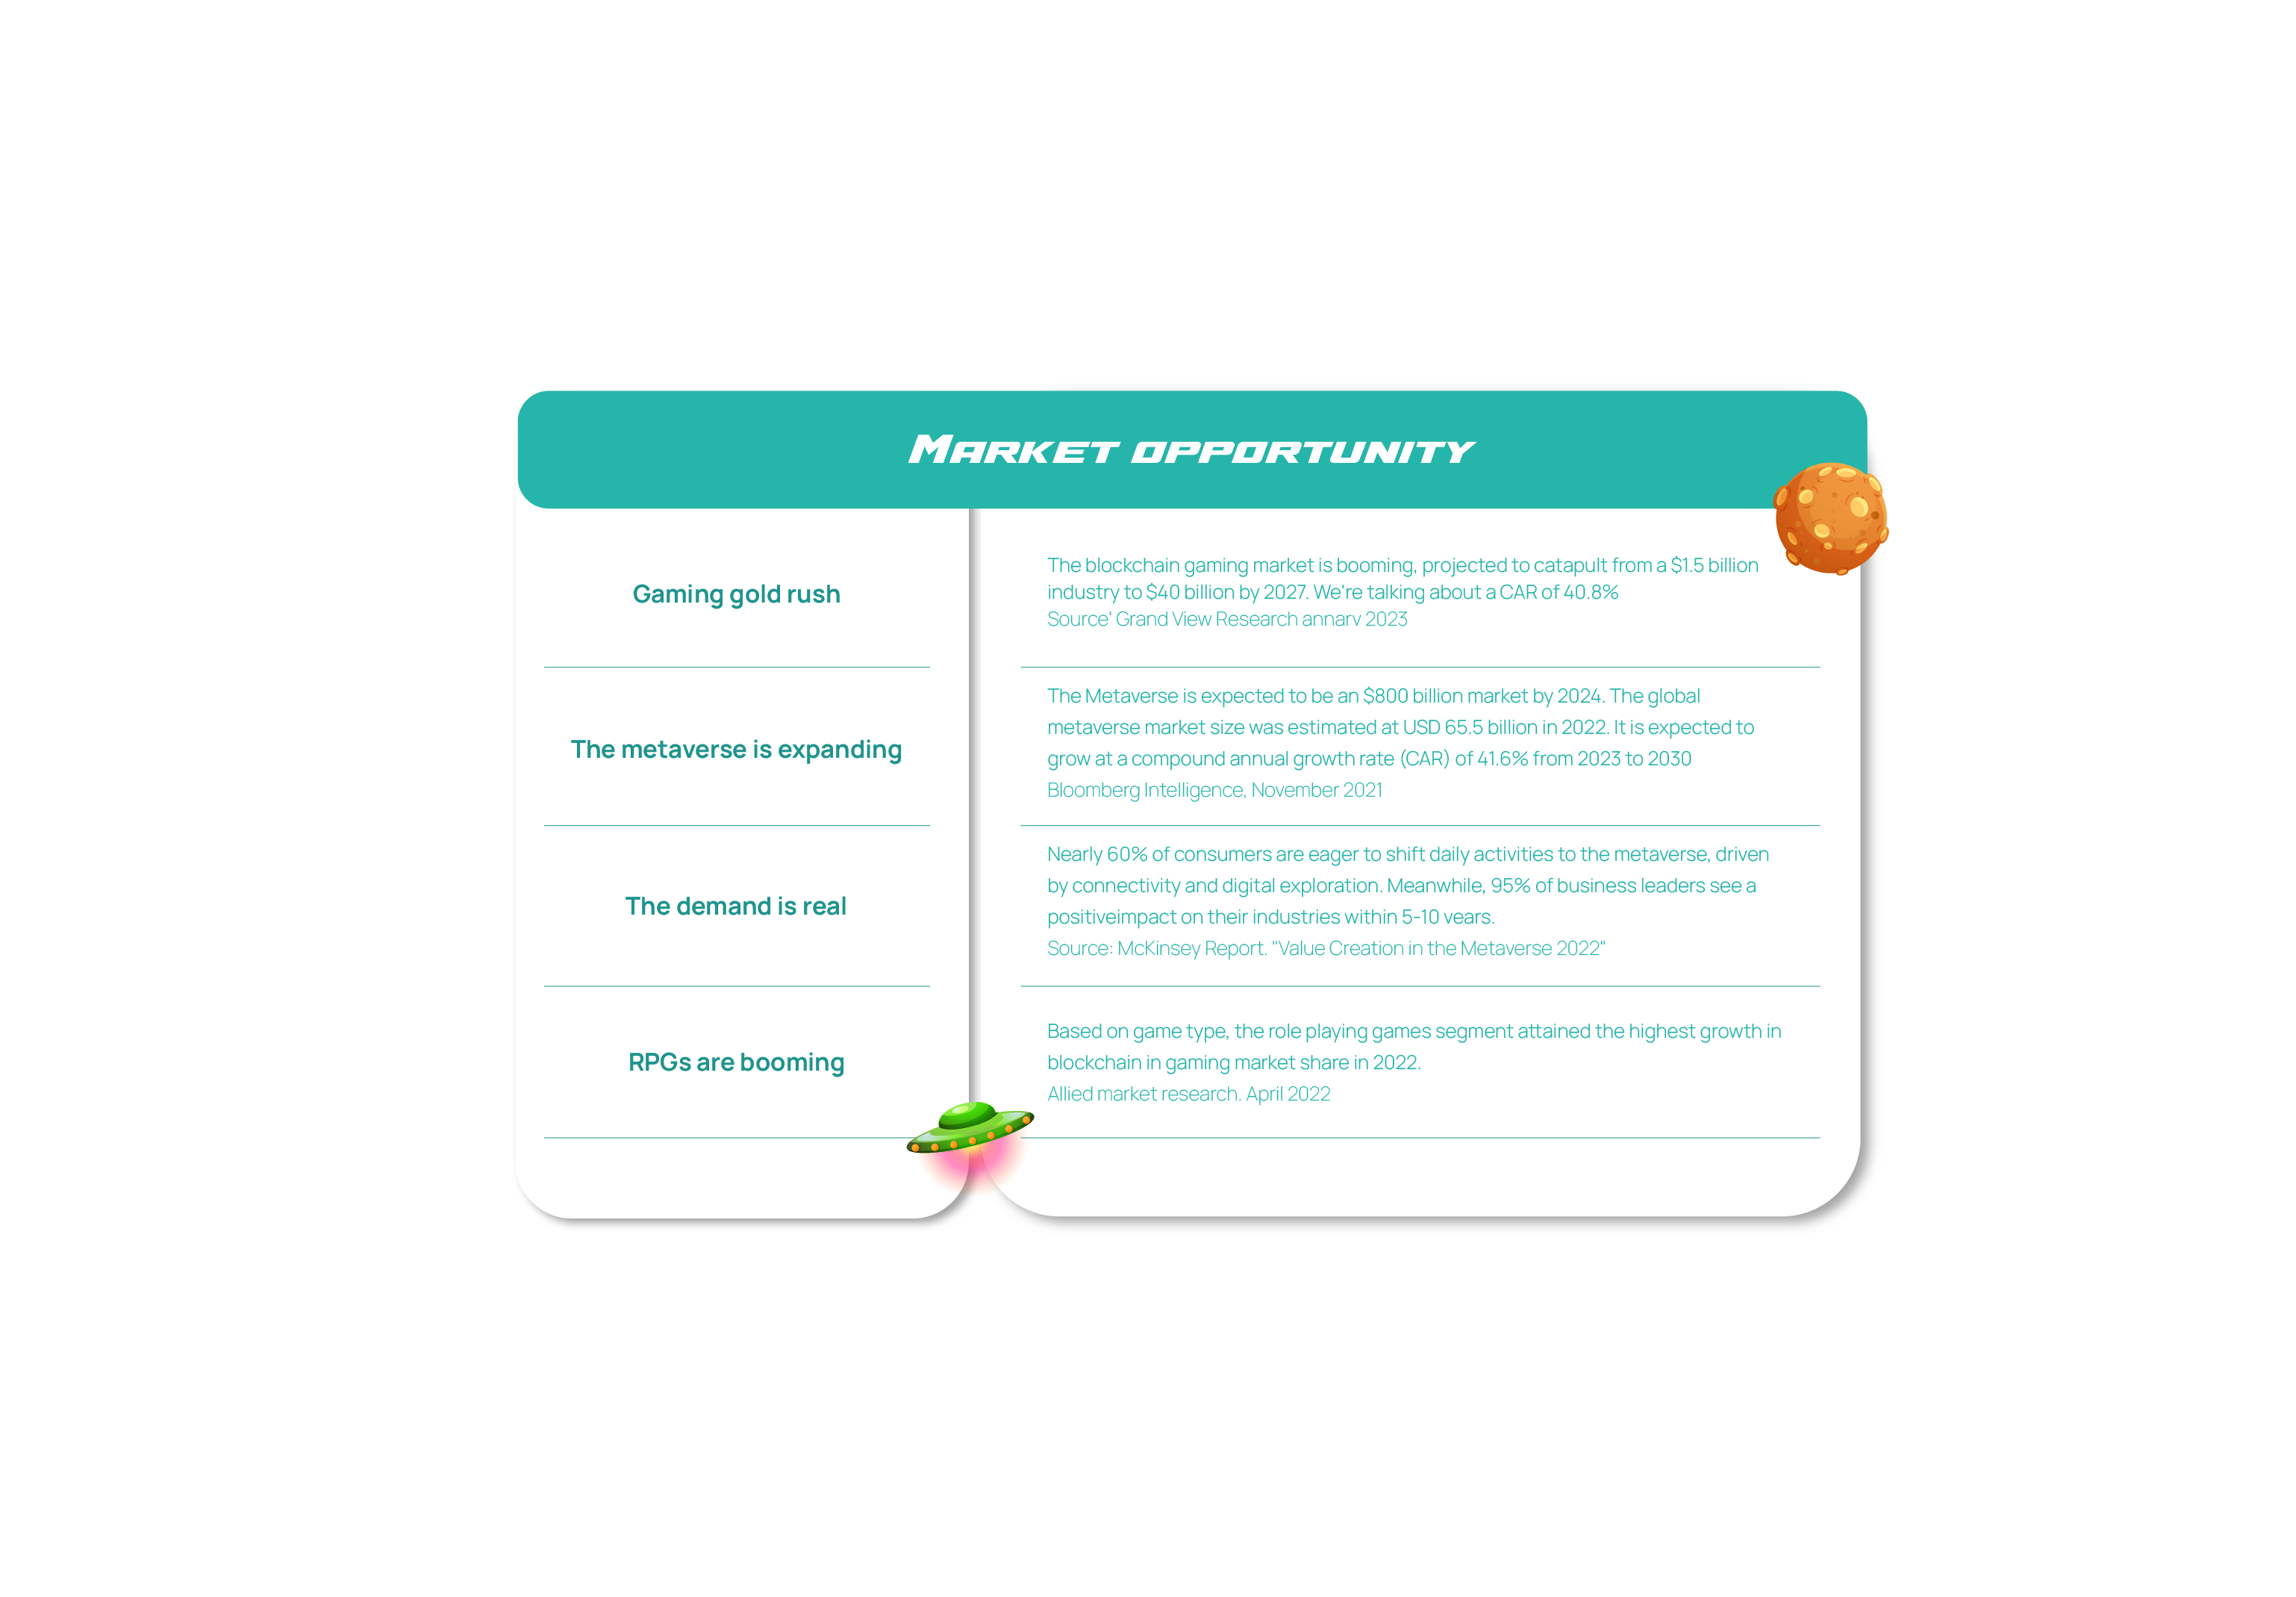 Market opportunity
Gaming gold rush
The blockchain gaming market is booming, projected to catapult from a $1.5 billion
industry to $40 billion by 2027. We're talking about a CAR of 40.8%
Source' Grand View Research annarv 2023
The metaverse is expanding
The Metaverse is expected to be an $800 billion market by 2024. The global
metaverse market size was estimated at USD 65.5 billion in 2022. It is expected to
grow at a compound annual growth rate (CAR) of 41.6% from 2023 to 2030
Bloomberg Intelligence, November 2021
The demand is real
Nearly 60% of consumers are eager to shift daily activities to the metaverse, driven
by connectivity and digital exploration. Meanwhile, 95% of business leaders see a
positiveimpact on their industries within 5-10 years.
Source: McKinsey Report. "Value Creation in the Metaverse 2022"
RPGs are booming
Based on game type, the role playing games segment attained the highest growth in
blockchain in gaming market share in 2022.
Allied market research. April 2022